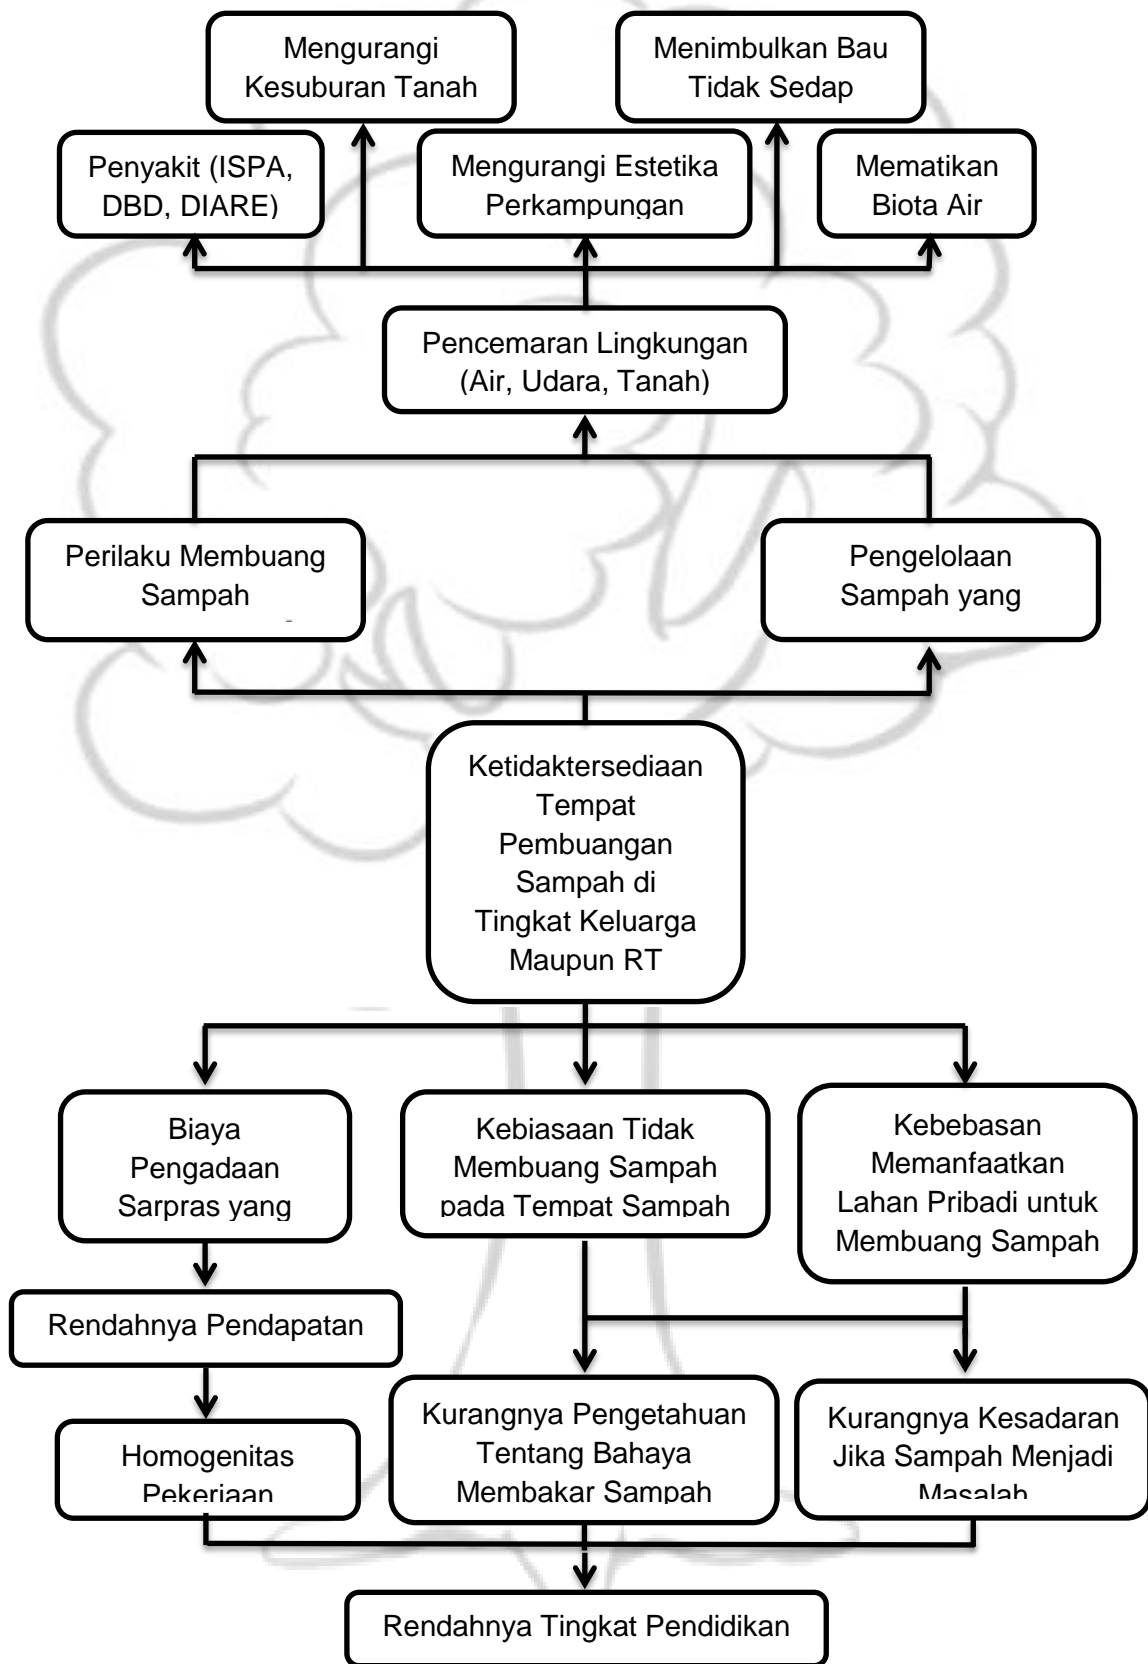 Mengurangi
Kesuburan Tanah
Menimbulkan Bau
Tidak Sedap
Penyakit (ISPA,
DBD, DIARE)
Mengurangi Estetika
Perkampungan
Mematikan
Biota Air
Pencemaran Lingkungan
(Air, Udara, Tanah)
Perilaku Membuang
Sampah
Pengelolaan
Sampah yang
Ketidaktersediaan
Tempat
Pembuangan
Sampah di
Tingkat Keluarga
Maupun RT
Biaya
Pengadaan
Sarpras yang
Kebiasaan Tidak
Membuang Sampah
pada Tempat Sampah
Kebebasan
Memanfaatkan
Lahan Pribadi untuk
Membuang Sampah
Rendahnya Pendapatan
Homogenitas
Pekerjaan
Kurangnya Pengetahuan
Tentang Bahaya
Membakar Sampah
Kurangnya Kesadaran
Jika Sampah Menjadi
Masalah
Rendahnya Tingkat Pendidikan